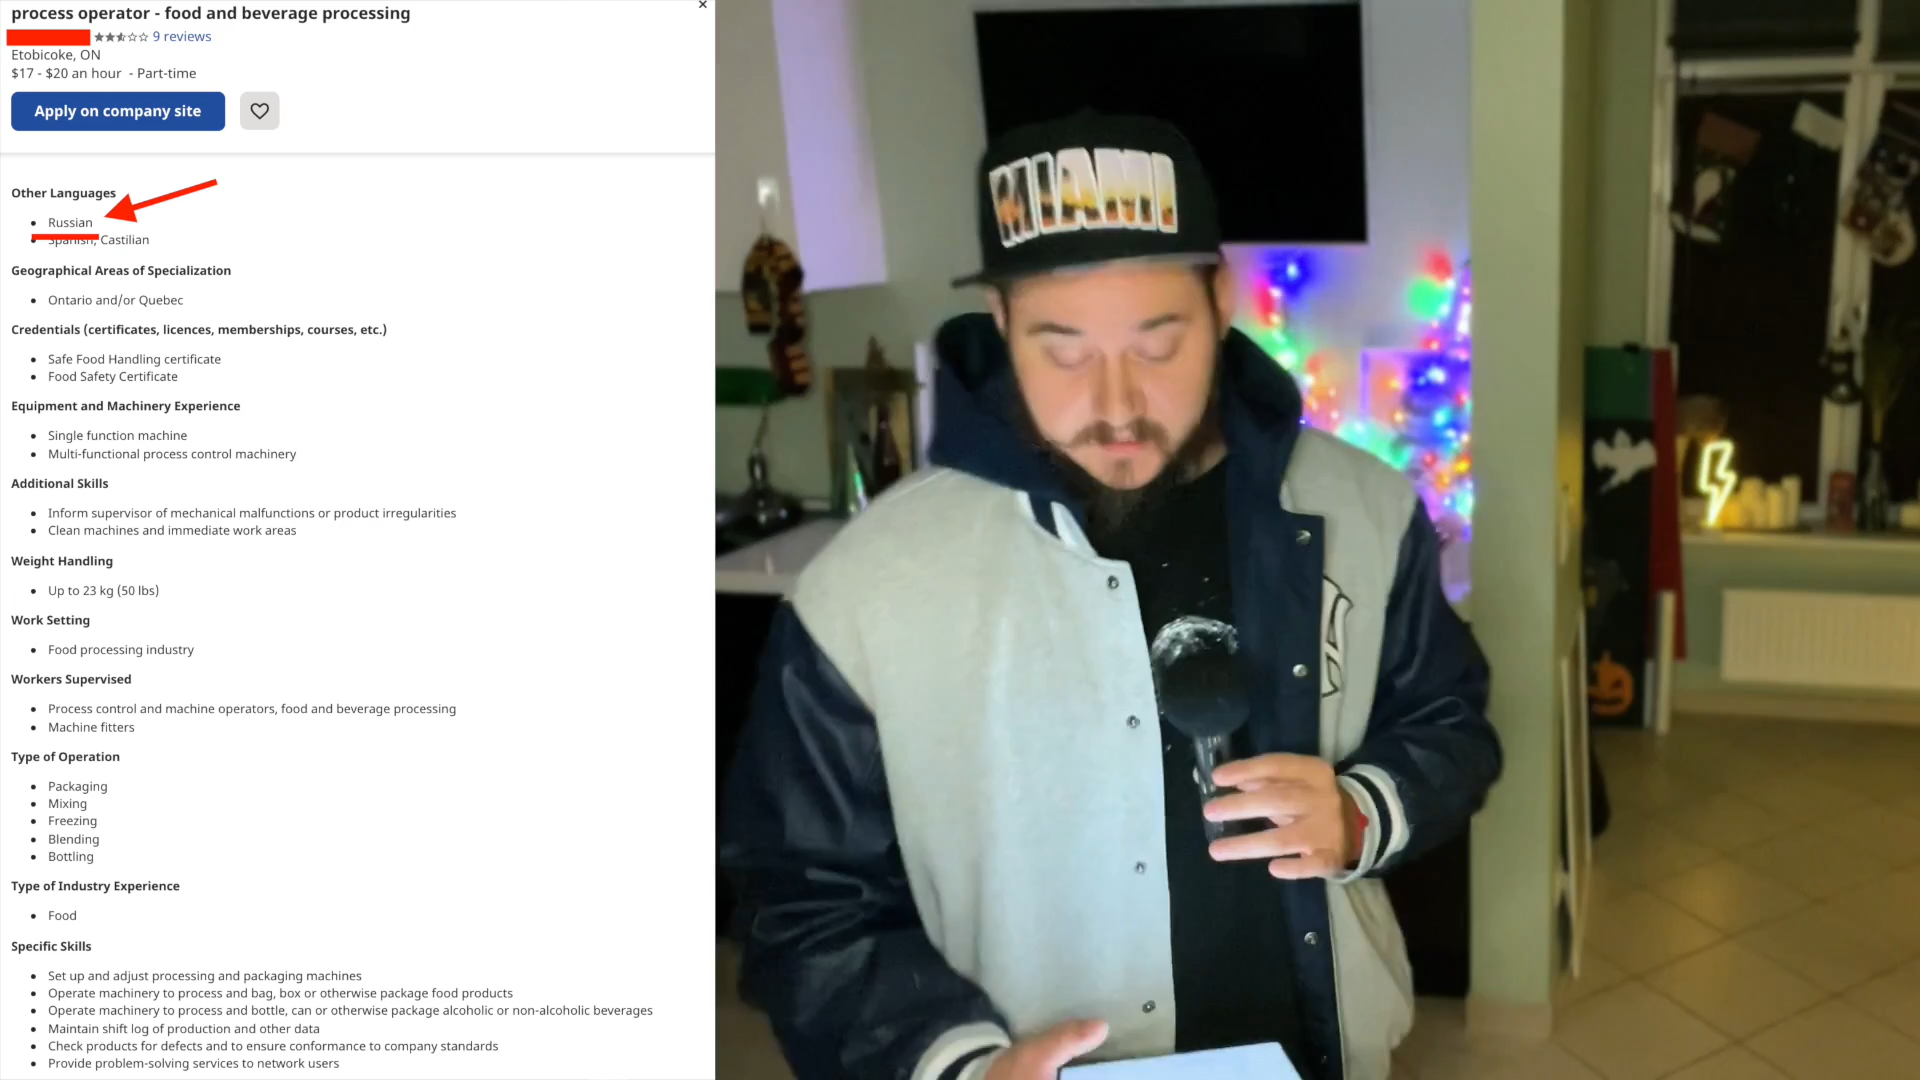 process operator - food and beverage processing
9 reviews
Etobicoke, ON
$17 - $20 an hour - Part-time
Apply on company site
Other Languages
Russian
Spanish, Castilian
Geographical Areas of Specialization
Ontario and/or Quebec
Credentials (certificates, licences, memberships, courses, etc.)
Safe Food Handling certificate
Food Safety Certificate
Equipment and Machinery Experience
Single function machine
Multi-functional process control machinery
Additional Skills
Inform supervisor of mechanical malfunctions or product irregularities
Clean machines and immediate work areas
Weight Handling
Up to 23 kg (50 lbs)
Work Setting
Food processing industry
Workers Supervised
Process control and machine operators, food and beverage processing
Machine fitters
Type of Operation
Packaging
Mixing
Freezing
Blending
Bottling
Type of Industry Experience
Food
Specific Skills
Set up and adjust processing and packaging machines
Operate machinery to process and bag, box or otherwise package food products
Operate machinery to process and bottle, can or otherwise package alcoholic or non-alcoholic beverages
Maintain shift log of production and other data
Check products for defects and to ensure conformance to company standards
Provide problem-solving services to network users
MIAMI